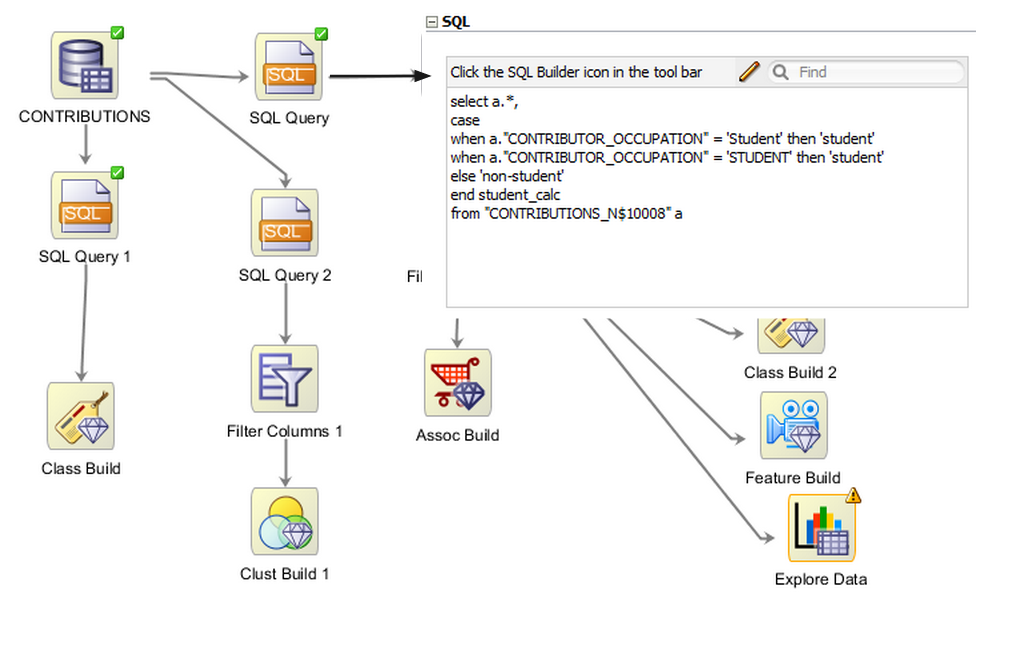 SQL
Click the SQL Builder icon in the tool bar
Find
select a.*,
case
when a."CONTRIBUTOR_OCCUPATION" = 'Student' then 'student'
when a."CONTRIBUTOR_OCCUPATION" = 'STUDENT' then 'student'
else 'non-student'
end student_calc
from "CONTRIBUTIONS_N$10008" a
SQL
CONTRIBUTIONS
SQL Query
SQL
SQL Query 1
SQL
SQL Query 2
Fil
Class Build 2
Filter Columns 1
Assoc Build
Class Build
Feature Build
Clust Build 1
Explore Data